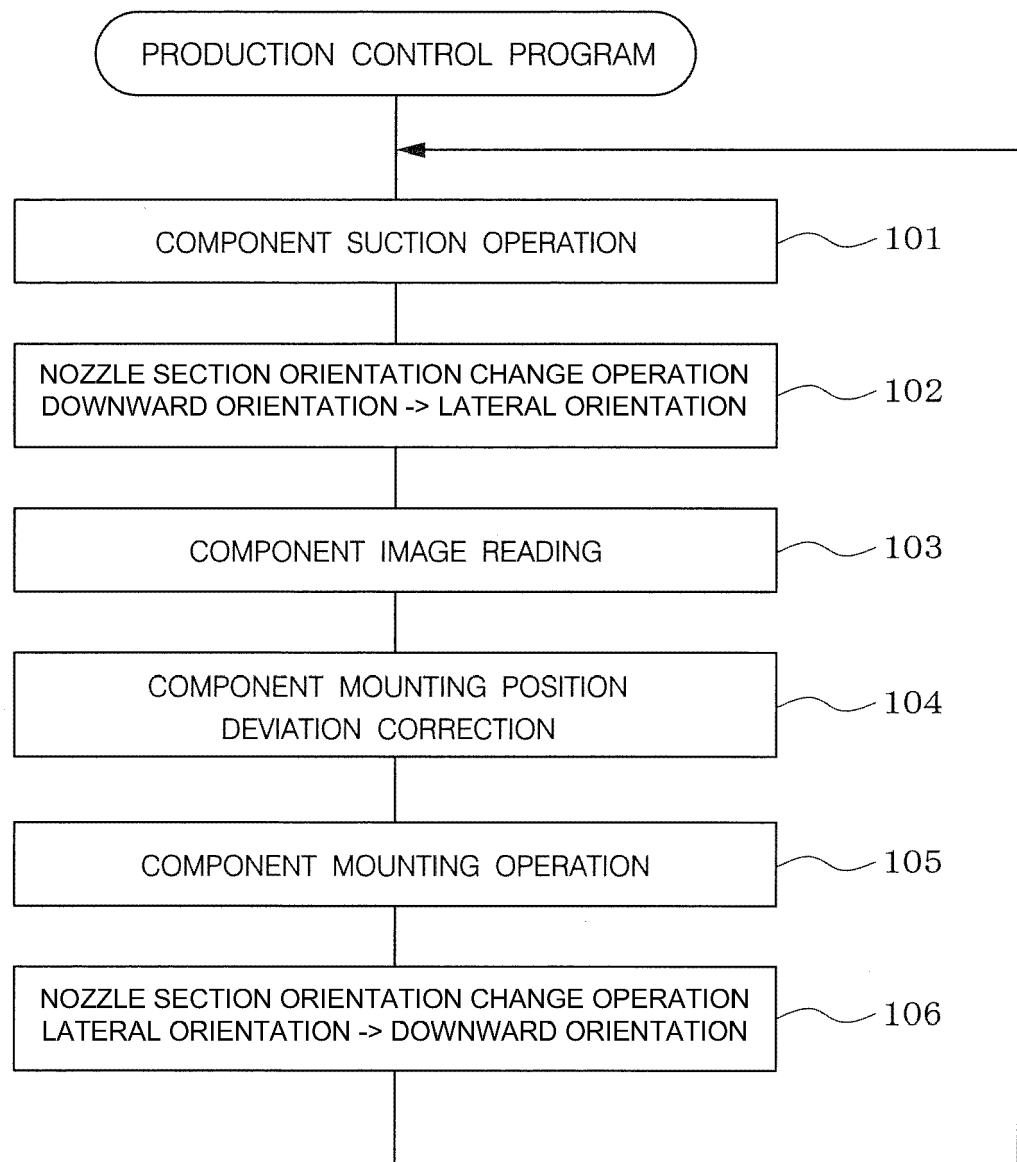 PRODUCTION CONTROL PROGRAM
COMPONENT SUCTION OPERATION
101
NOZZLE SECTION ORIENTATION CHANGE OPERATION
DOWNWARD ORIENTATION -> LATERAL ORIENTATION
102
COMPONENT IMAGE READING
103
COMPONENT MOUNTING POSITION
DEVIATION CORRECTION
104
COMPONENT MOUNTING OPERATION
105
NOZZLE SECTION ORIENTATION CHANGE OPERATION
LATERAL ORIENTATION -> DOWNWARD ORIENTATION
106